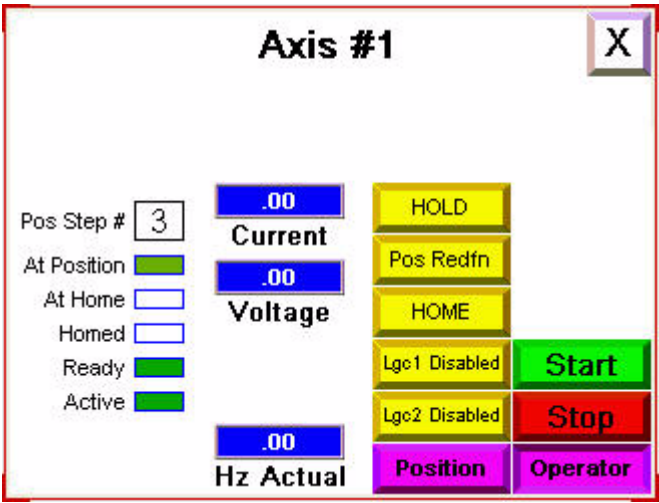 Axis #1
X
Pos Step # 3
At Position
At Home
Homed
Ready
Active
.00
Current
.00
Voltage
.00
Hz Actual
HOLD
Pos Redfn
HOME
Lgc1 Disabled
Start
Lgc2 Disabled
Stop
Position
Operator